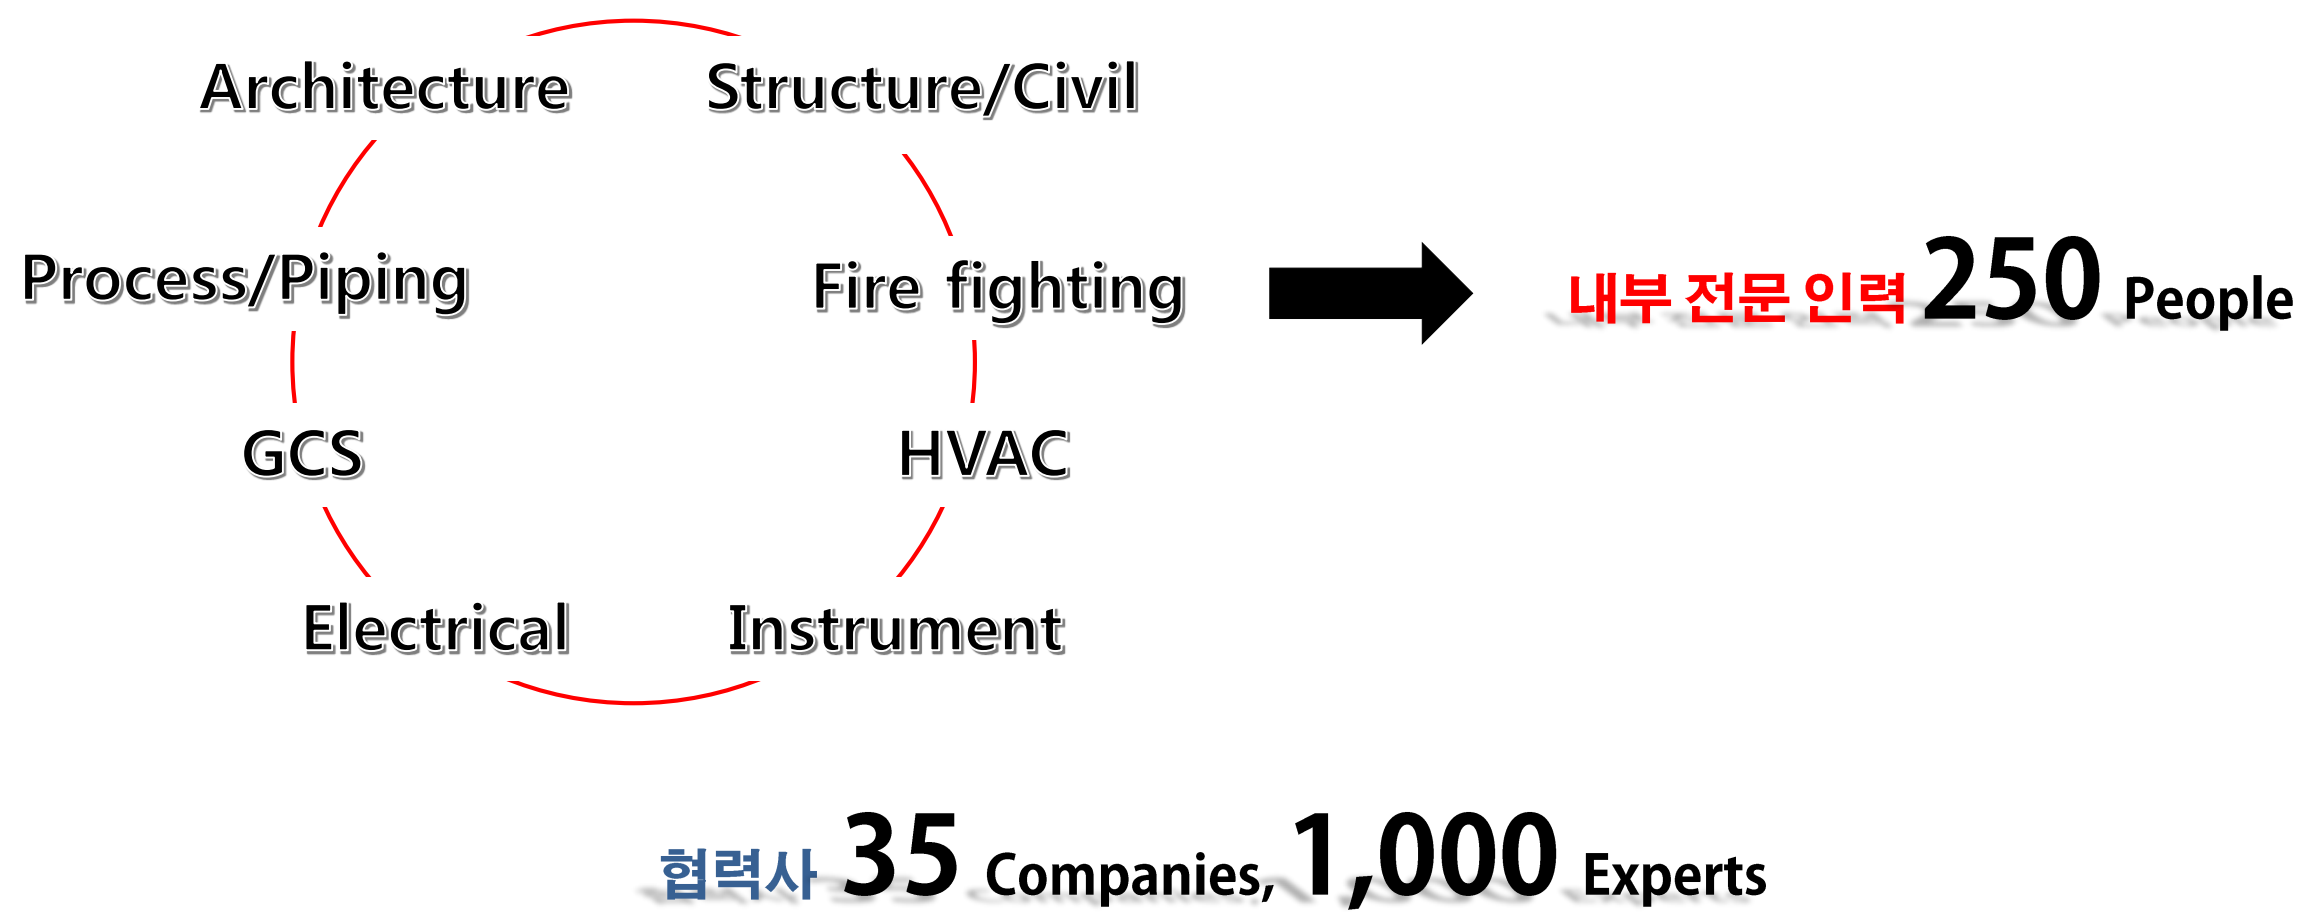 Architecture
Structure/Civil
Process/Piping
Fire fighting
내부 전문 인력 250 People
GCS
HVAC
Electrical
Instrument
협력사 35 Companies, 1,000 Experts